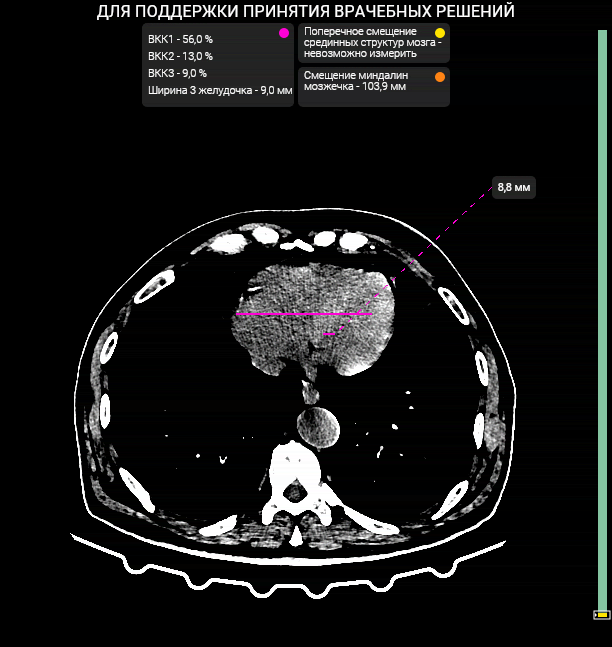 ДЛЯ ПОДДЕРЖКИ ПРИНЯТИЯ ВРАЧЕБНЫХ РЕШЕНИЙ
ВКК1 - 56,0 %
ВКК2 - 13,0 %
ВКК3 - 9,0 %
Ширина 3 желудочка - 9,0 мм
Поперечное смещение
срединных структур мозга -
невозможно измерить
Смещение миндалин
мозжечка - 103,9 мм
8,8 мм